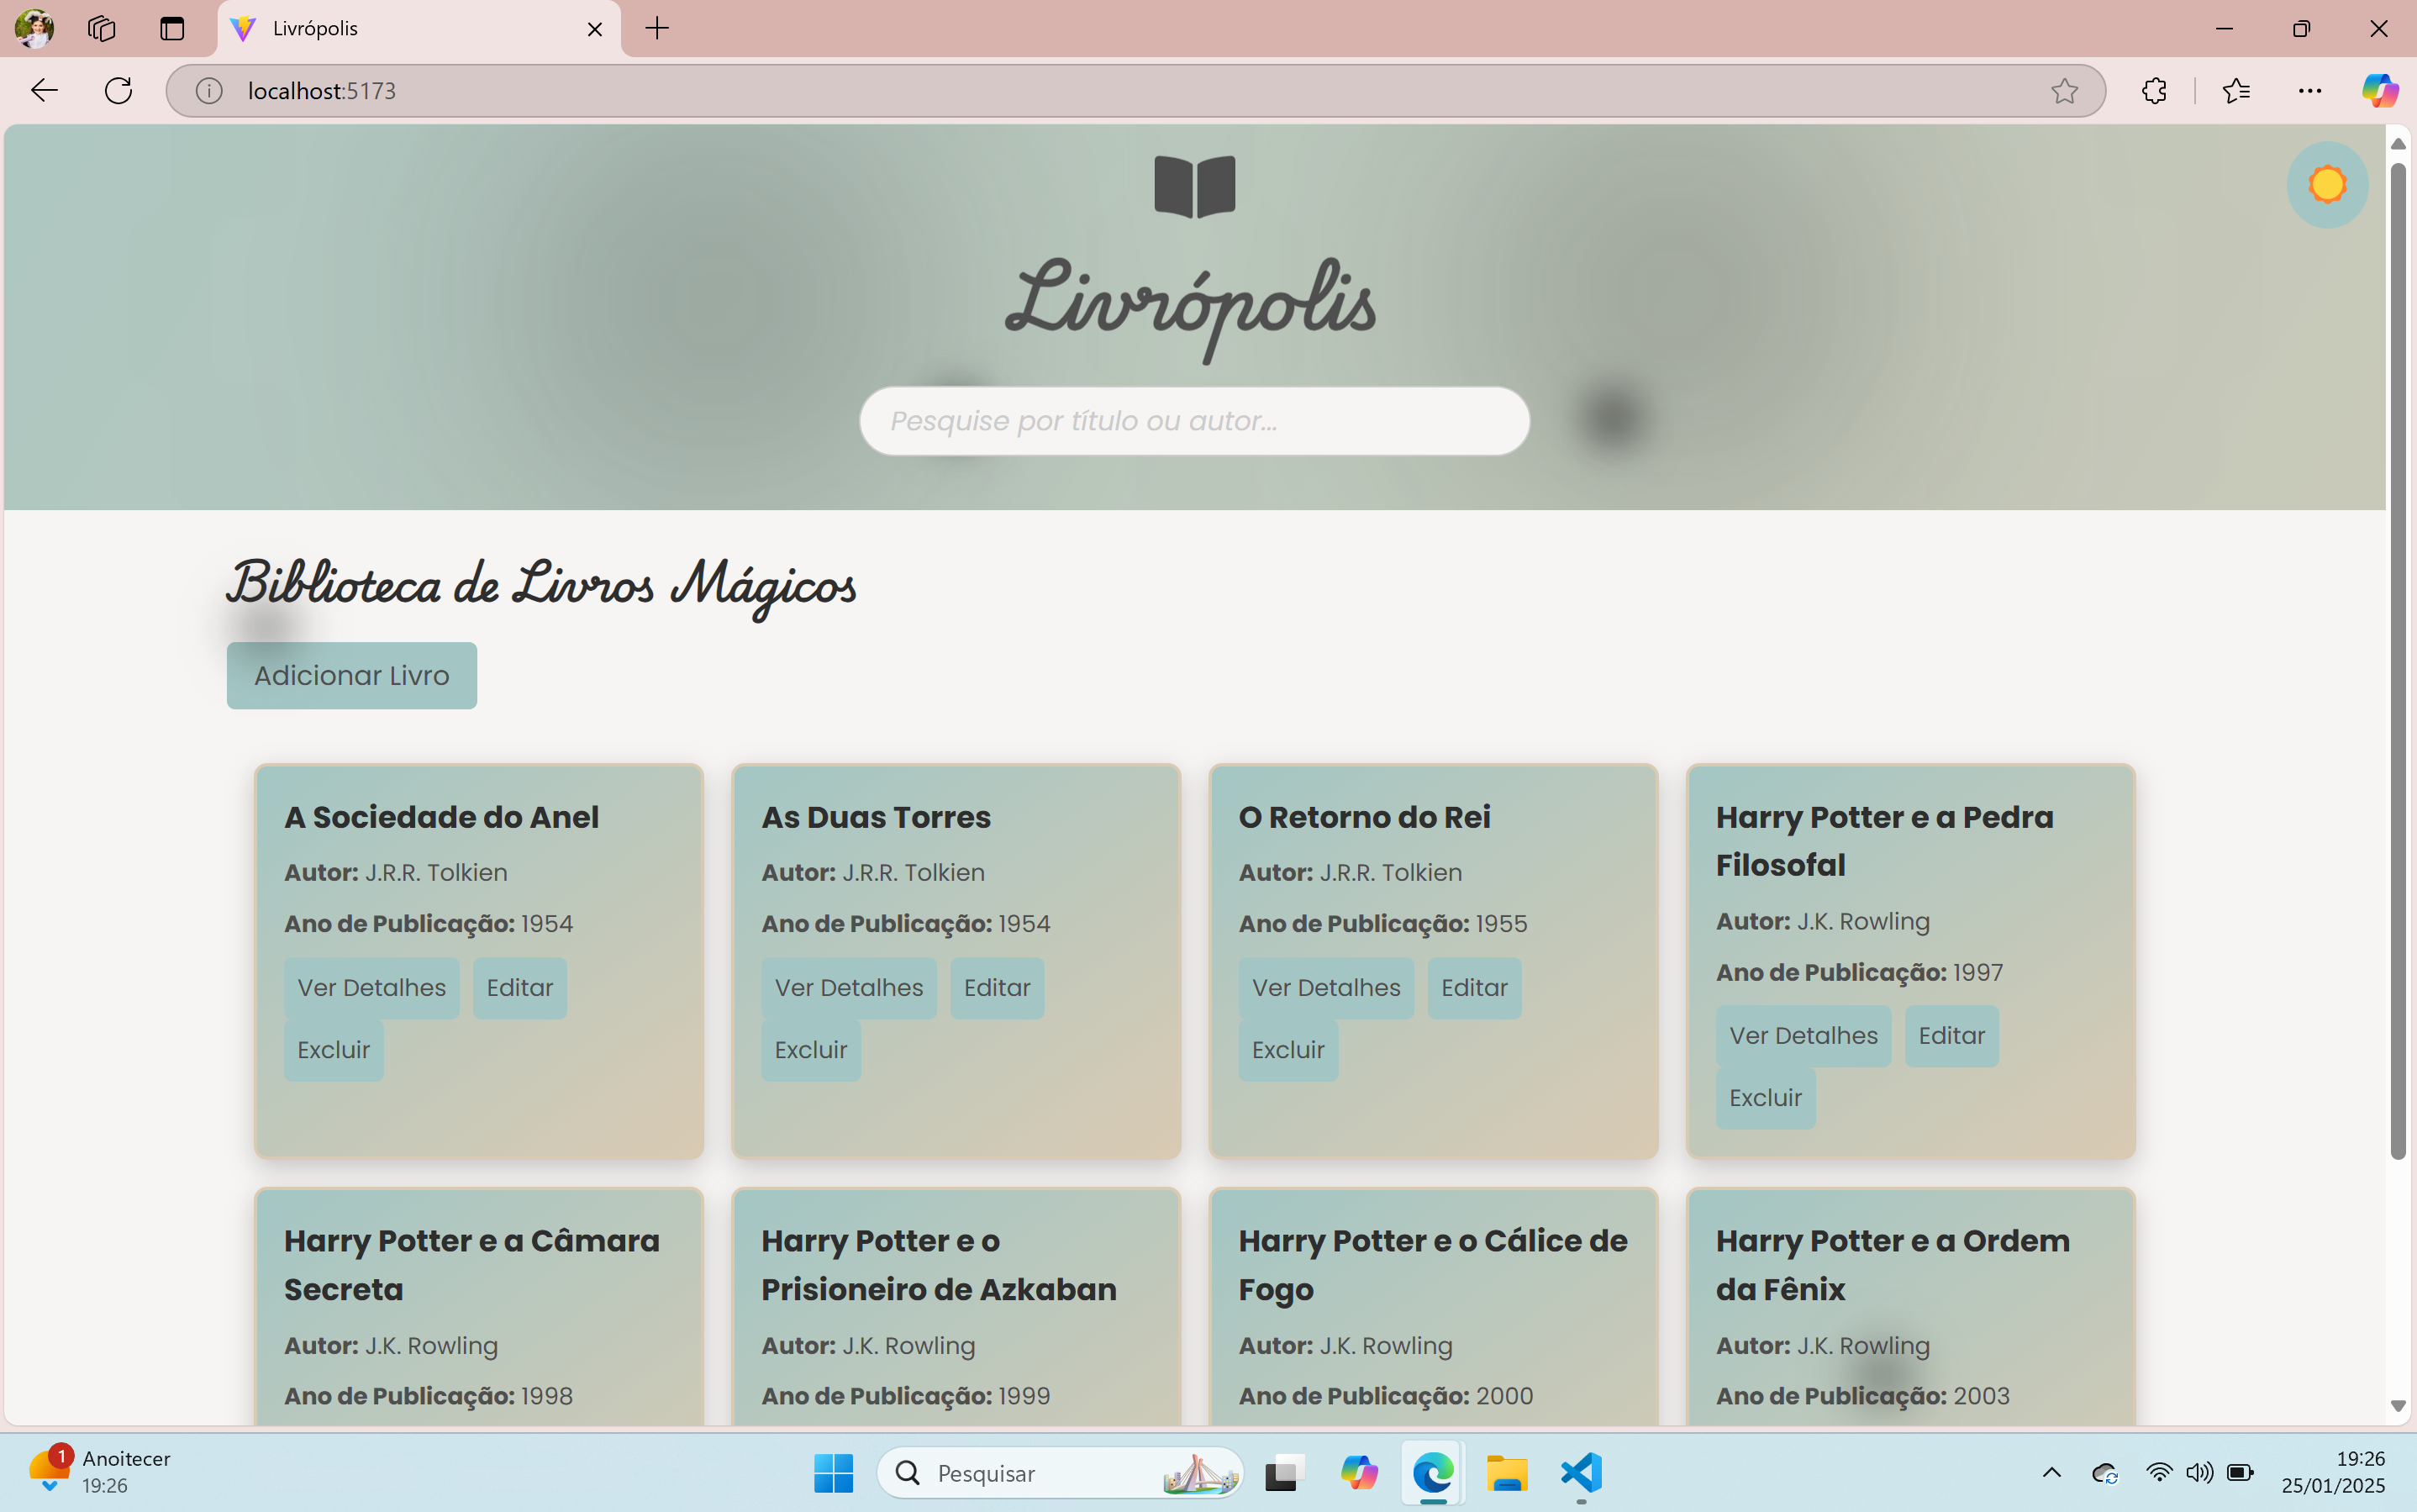 Livrópolis
localhost:5173
Livrópolis
Pesquise por título ou autor...
Biblioteca de Livros Mágicos
Adicionar Livro
A Sociedade do Anel
Autor: J.R.R. Tolkien
Ano de Publicação: 1954
Ver Detalhes Editar
Excluir
As Duas Torres
Autor: J.R.R. Tolkien
Ano de Publicação: 1954
Ver Detalhes Editar
Excluir
O Retorno do Rei
Autor: J.R.R. Tolkien
Ano de Publicação: 1955
Ver Detalhes Editar
Excluir
Harry Potter e a Pedra
Filosofal
Autor: J.K. Rowling
Ano de Publicação: 1997
Ver Detalhes Editar
Excluir
Harry Potter e a Câmara
Secreta
Autor: J.K. Rowling
Ano de Publicação: 1998
Harry Potter e o
Prisioneiro de Azkaban
Autor: J.K. Rowling
Ano de Publicação: 1999
Harry Potter e o Cálice de
Fogo
Autor: J.K. Rowling
Ano de Publicação: 2000
Harry Potter e a Ordem
da Fênix
Autor: J.K. Rowling
Ano de Publicação: 2003
1
Anoitecer
19:26
Pesquisar
19:26
25/01/2025